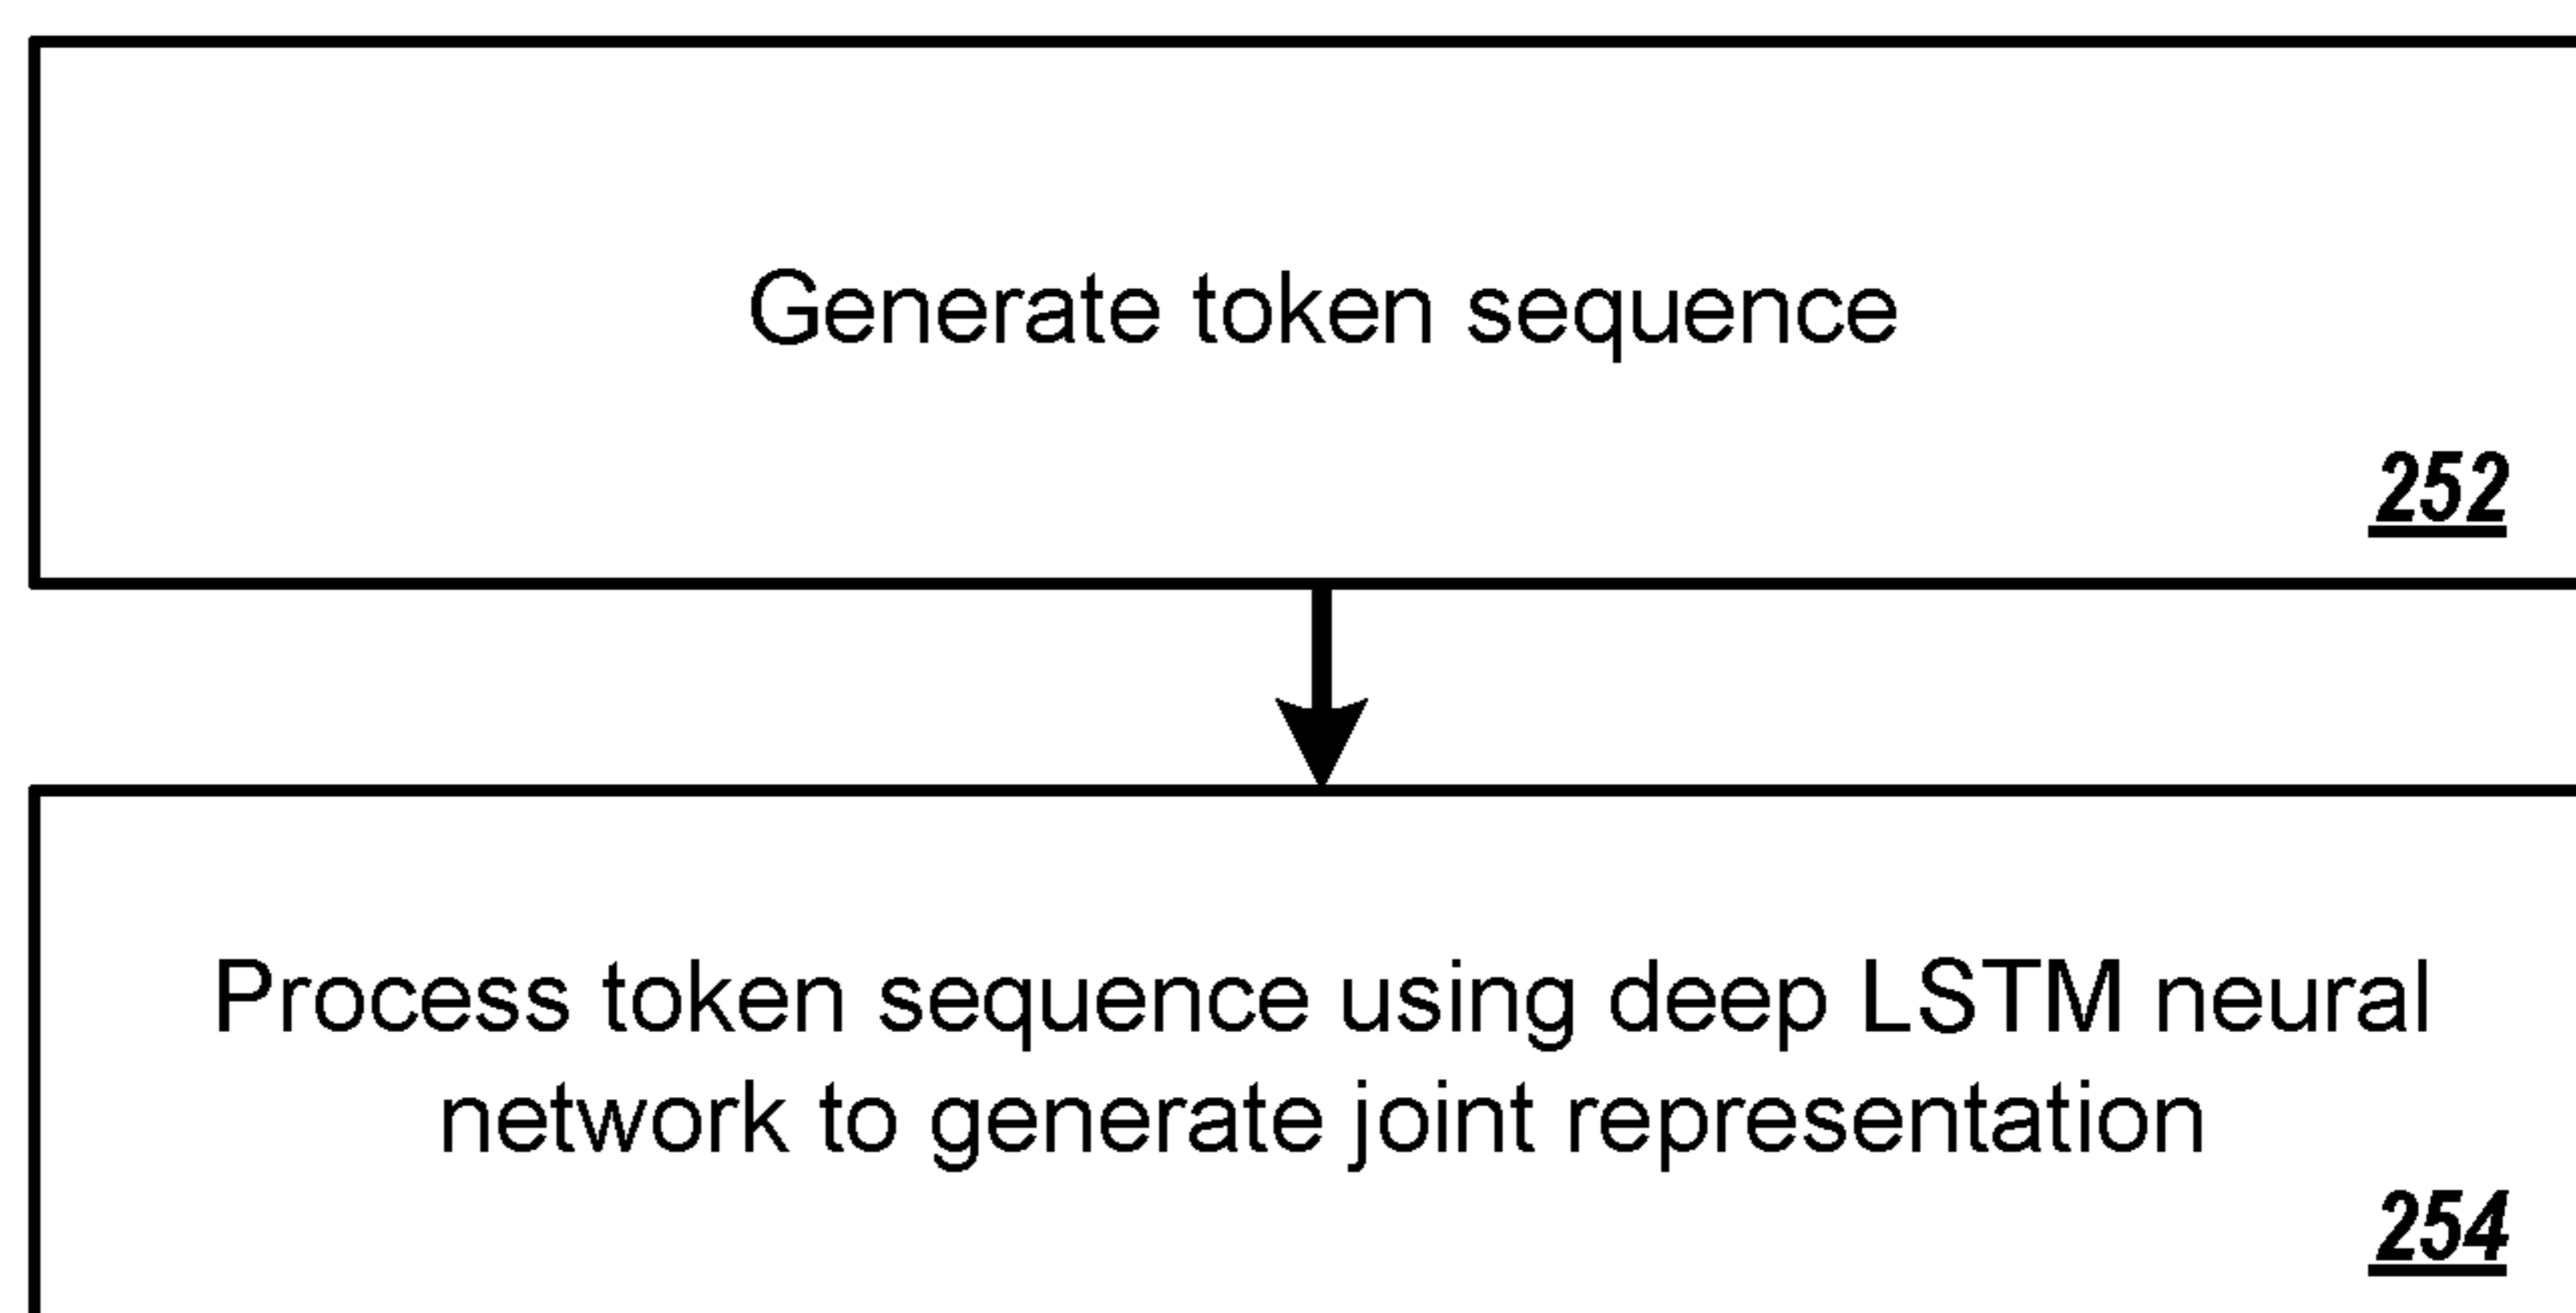 Generate token sequence
252
Process token sequence using deep LSTM neural
network to generate joint representation
254